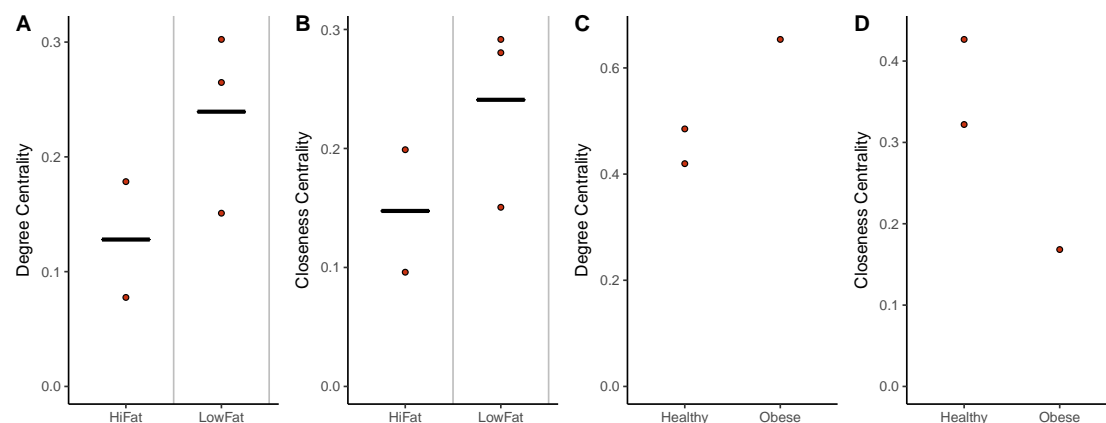 A
Degree Centrality
0.3
0.2
0.1
0.0
HiFat
LowFat
B
Closeness Centrality
0.3
0.2
0.1
0.0
HiFat
LowFat
C
Degree Centrality
0.6
0.4
0.2
0.0
Healthy
Obese
D
Closeness Centrality
0.4
0.3
0.2
0.1
0.0
Healthy
Obese